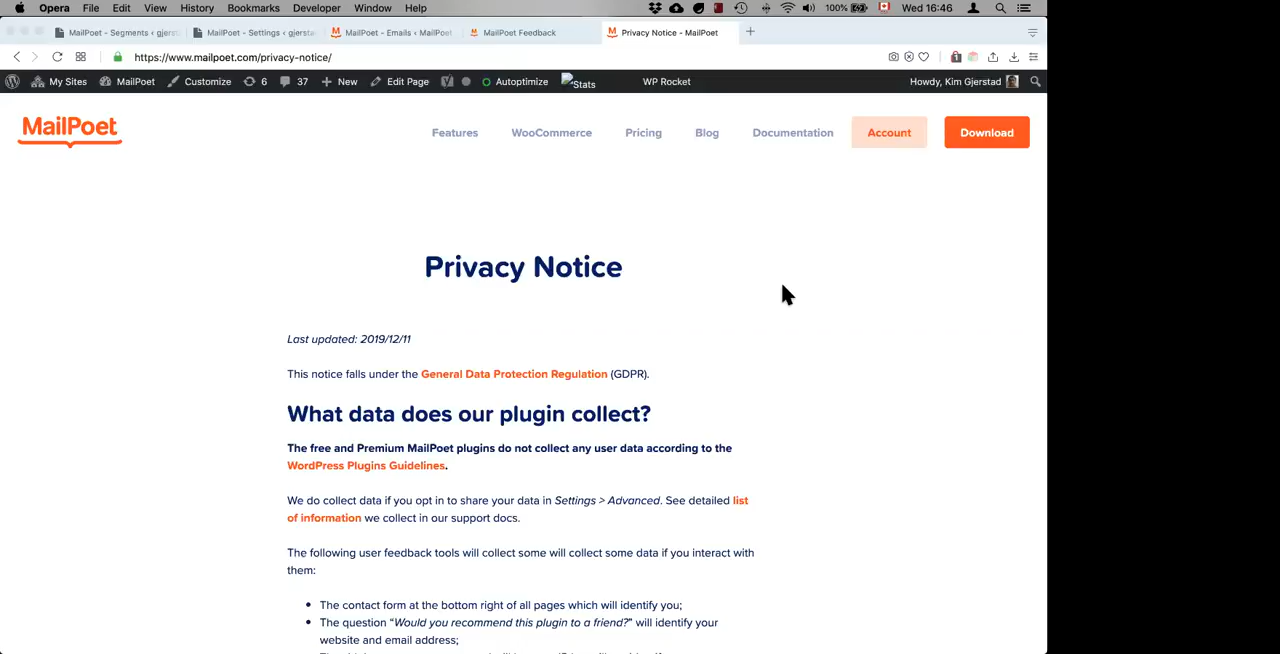 Opera File Edit View History Bookmarks Developer Window Help 100% Wed 16:46
MailPoet - Segments ‹ gjers MailPoet - Settings ‹ gjersta MailPoet - Emails ‹ MailPoet MailPoet Feedback Privacy Notice - MailPoet
https://www.mailpoet.com/privacy-notice/
My Sites MailPoet Customize 6 37 New Edit Page Autoptimize Stats WP Rocket Howdy, Kim Gjerstad
MailPoet Features WooCommerce Pricing Blog Documentation Account Download
Privacy Notice
Last updated: 2019/12/11
This notice falls under the General Data Protection Regulation (GDPR).
What data does our plugin collect?
The free and Premium MailPoet plugins do not collect any user data according to the
WordPress Plugins Guidelines.
We do collect data if you opt in to share your data in Settings > Advanced. See detailed list
of information we collect in our support docs.
The following user feedback tools will collect some will collect some data if you interact with
them:
• The contact form at the bottom right of all pages which will identify you;
• The question “Would you recommend this plugin to a friend?” will identify your
website and email address;